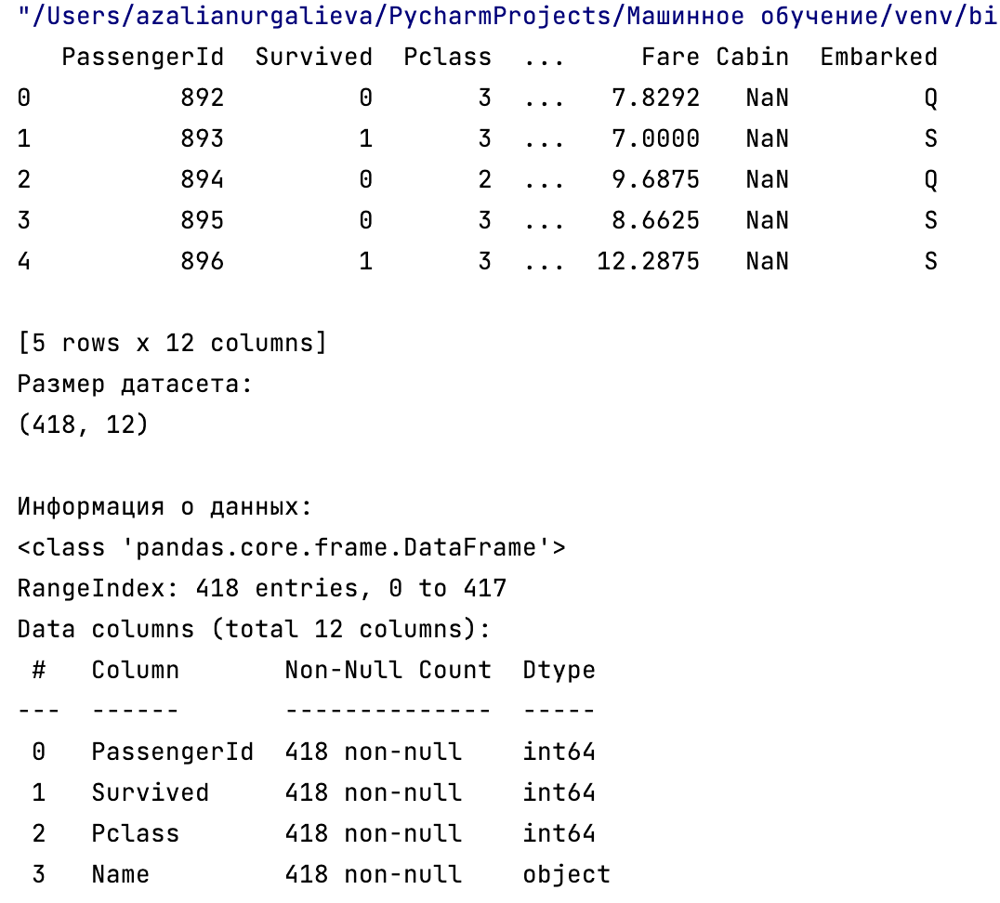 "/Users/azalianurgalieva/PycharmProjects/Машинное обучение/venv/bi
   PassengerId  Survived  Pclass  ...     Fare Cabin  Embarked
0          892         0       3  ...   7.8292   NaN         Q
1          893         1       3  ...   7.0000   NaN         S
2          894         0       2  ...   9.6875   NaN         Q
3          895         0       3  ...   8.6625   NaN         S
4          896         1       3  ...  12.2875   NaN         S
[5 rows x 12 columns]
Размер датасета:
(418, 12)
Информация о данных:
<class 'pandas.core.frame.DataFrame'>
RangeIndex: 418 entries, 0 to 417
Data columns (total 12 columns):
 #   Column       Non-Null Count  Dtype
---  ------       --------------  -----
 0   PassengerId  418 non-null    int64
 1   Survived     418 non-null    int64
 2   Pclass       418 non-null    int64
 3   Name         418 non-null    object